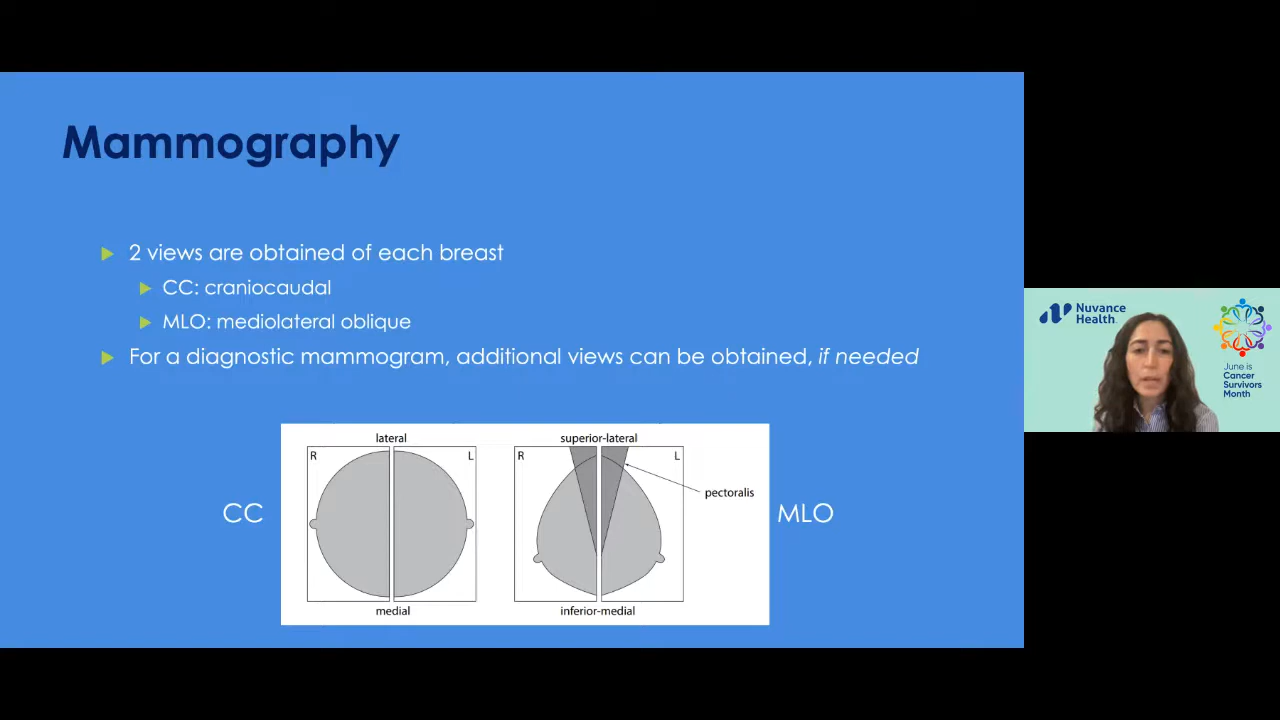 Mammography
2 views are obtained of each breast
CC: craniocaudal
MLO: mediolateral oblique
For a diagnostic mammogram, additional views can be obtained, if needed
CC
lateral
R
L
medial
superior-lateral
R
L
pectoralis
inferior-medial
MLO
Nuvance
Health
June is
Cancer
Survivors
Month